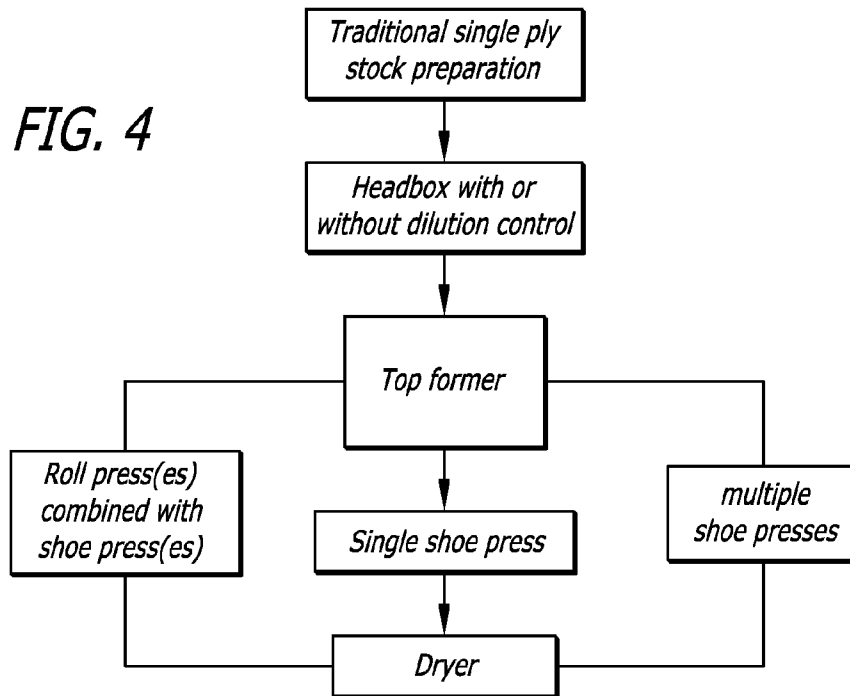 Traditional single ply
stock preparation
FIG. 4
Headbox with or
without dilution control
Top former
Roll press(es)
combined with
shoe press(es)
Single shoe press
multiple
shoe presses
Dryer